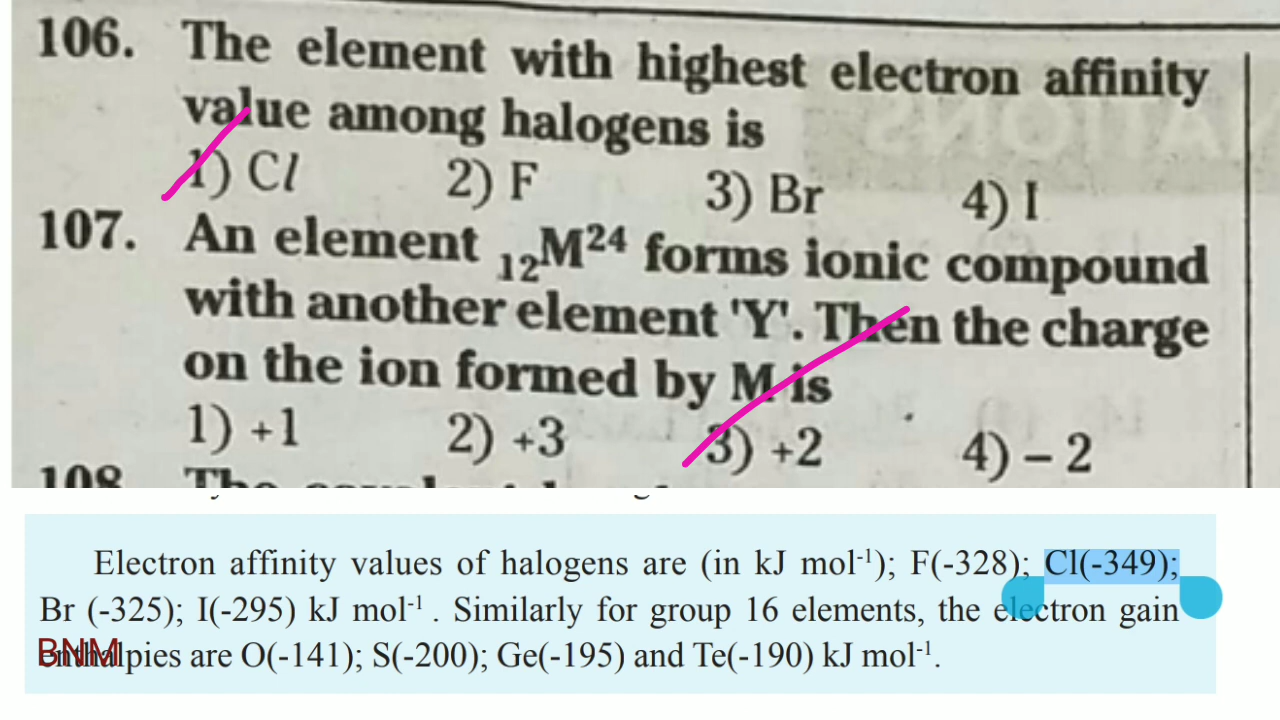 106. The element with highest electron affinity
value among halogens is
1) Cl 2) F 3) Br 4) I
107. An element ₁₂M²⁴ forms ionic compound
with another element 'Y'. Then the charge
on the ion formed by M is
1) +1 2) +3 3) +2 4) – 2
108
Electron affinity values of halogens are (in kJ mol⁻¹); F(-328); Cl(-349);
Br (-325); I(-295) kJ mol⁻¹ . Similarly for group 16 elements, the electron gain
enthalpies are O(-141); S(-200); Ge(-195) and Te(-190) kJ mol⁻¹.
BNM